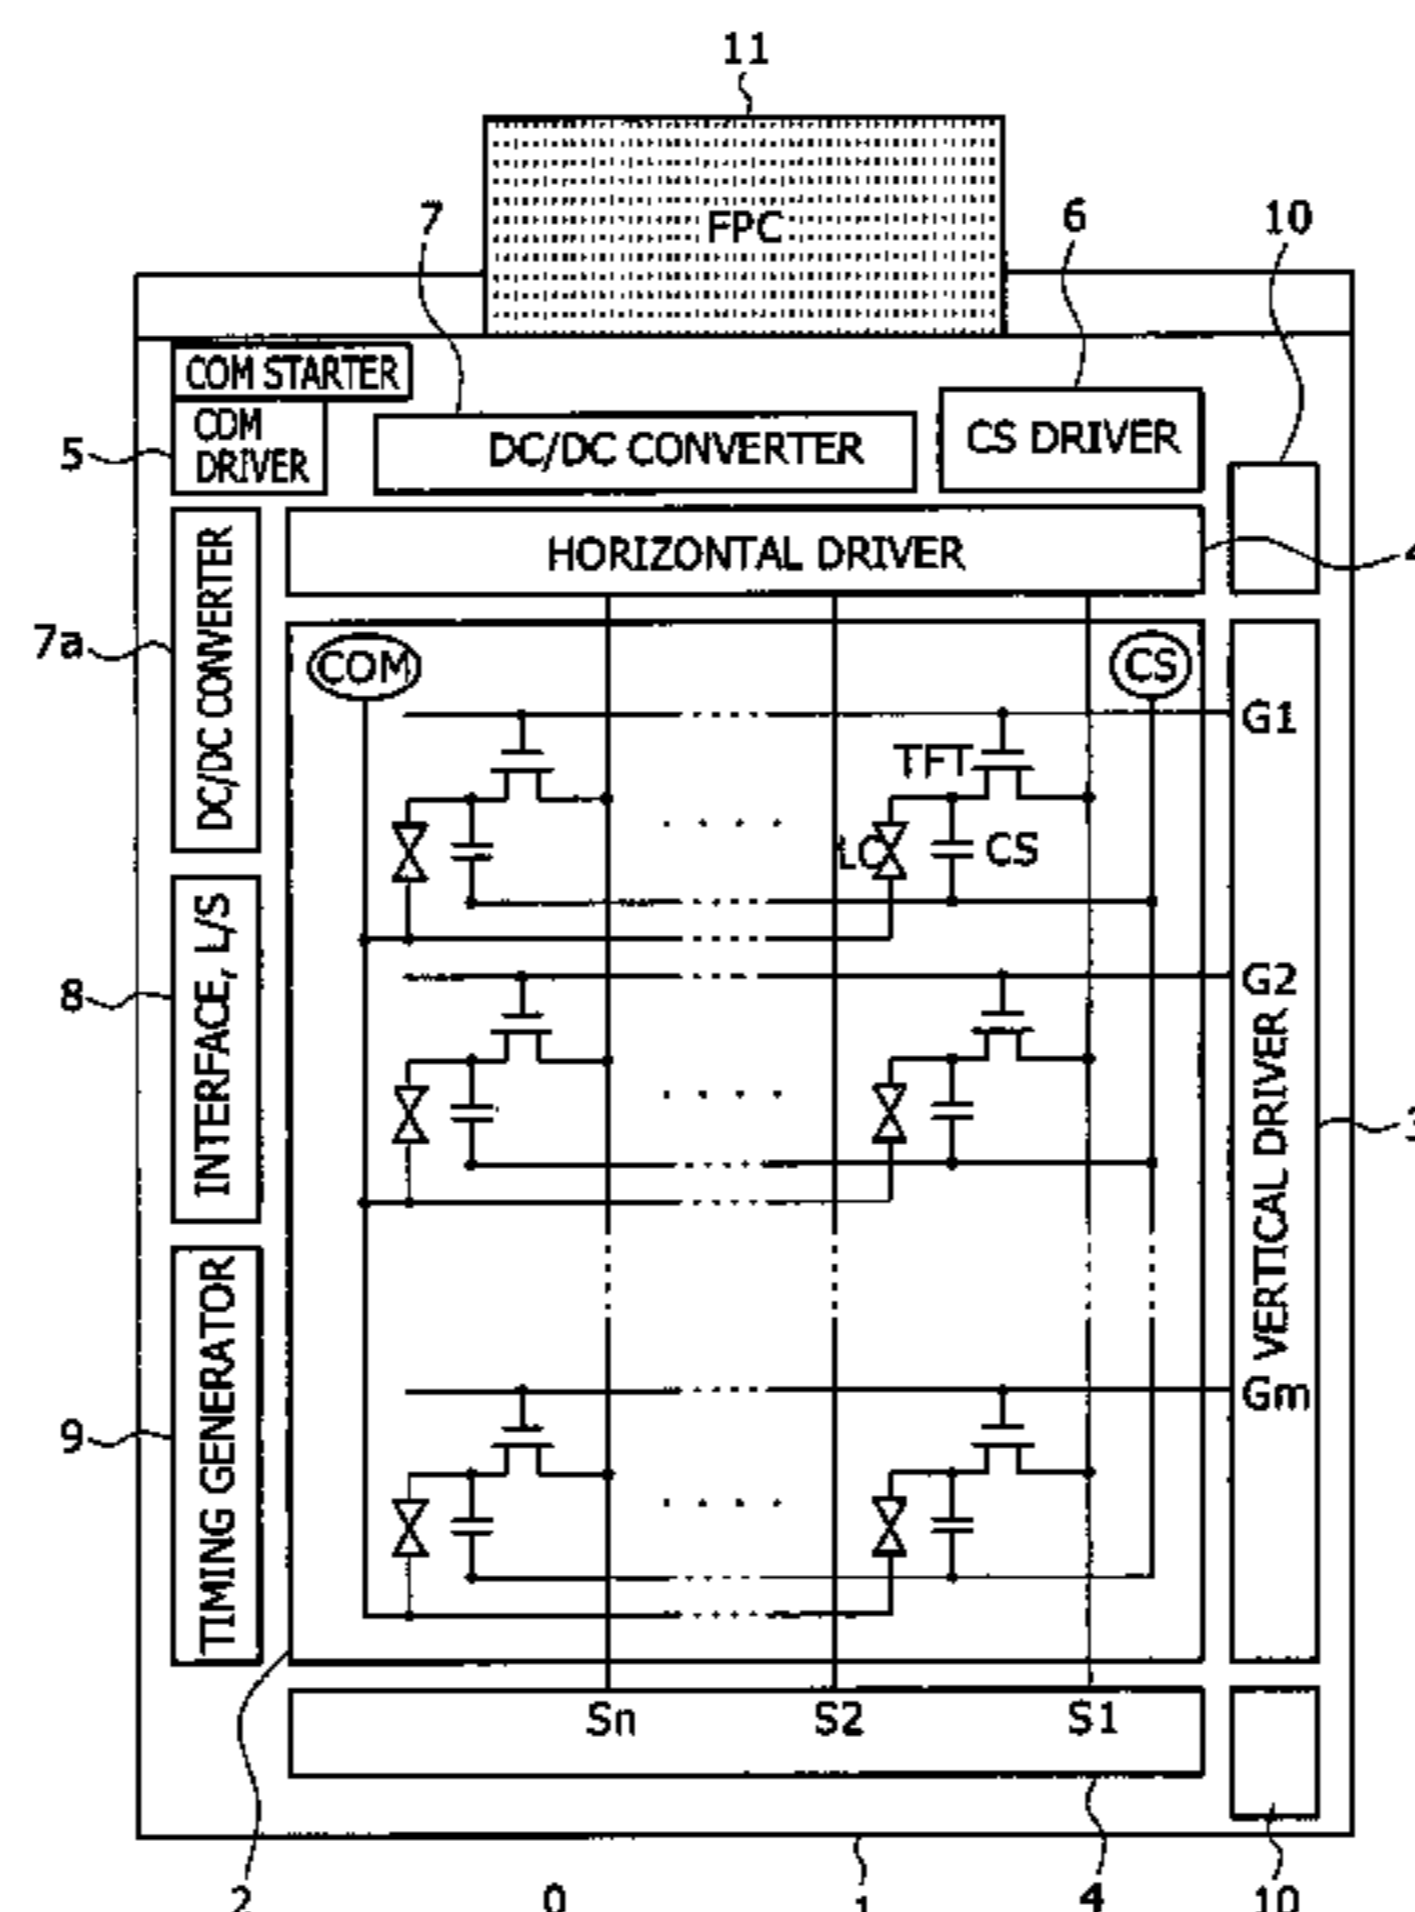 11
7
FPC
6
10
COM STARTER
COM
DRIVER
5
DC/DC CONVERTER
CS DRIVER
HORIZONTAL DRIVER
4
7a
DC/DC CONVERTER
COM
CS
G1
TFT
LC
CS
8
INTERFACE, L/S
G2
3
VERTICAL DRIVER
9
TIMING GENERATOR
Gm
Sn
S2
S1
2
0
1
4
10